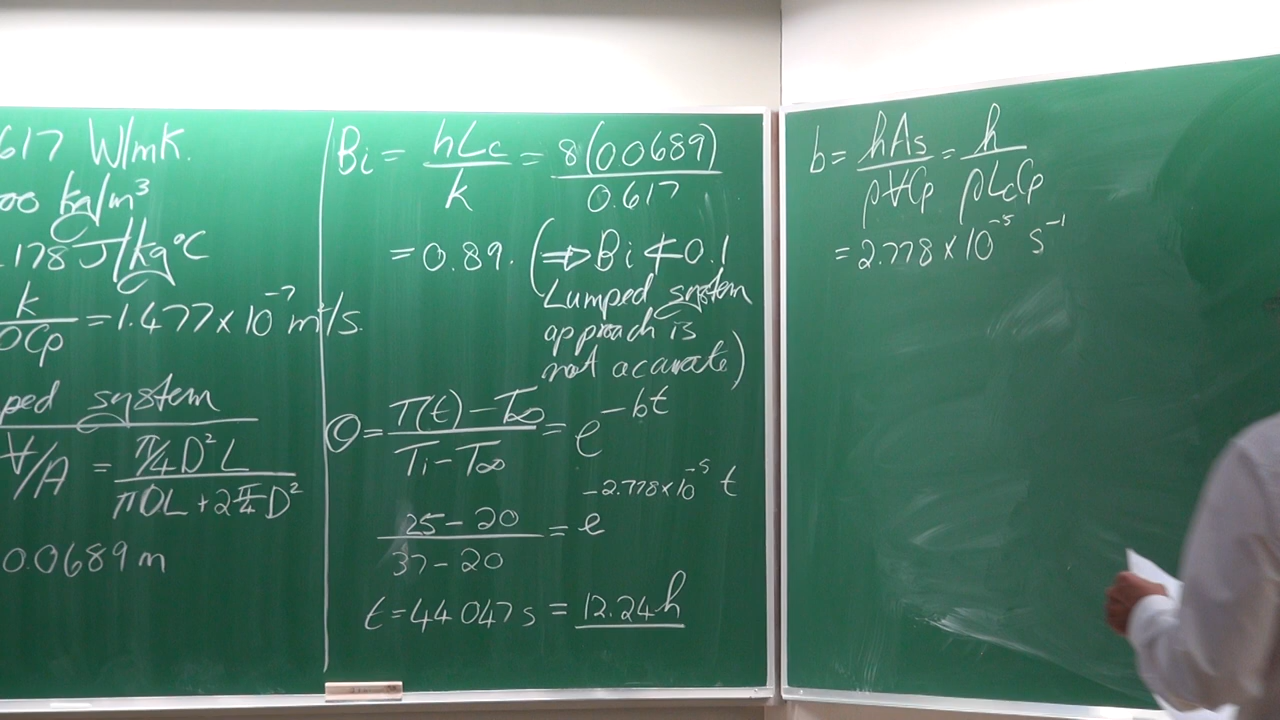 617 W/mK.
00 kg/m³
.178 J/kg°C
k/ρCp = 1.477×10⁻⁷ m²/s.
ped system
V/A = π/4 D²L / πDL + 2 π/4 D²
0.0689 m
Bi = hLc/k = 8(0.0689)/0.617
= 0.89. (⇒ Bi ≮ 0.1
Lumped system
approach is
not accurate)
Θ = T(t) − T∞ / Ti − T∞ = e^−bt
25 − 20 / 37 − 20 = e^−2.778×10⁻⁵ t
t = 44 047 s = 12.24 h
b = hAs/ρVCp = h/ρLcCp
= 2.778×10⁻⁵ s⁻¹